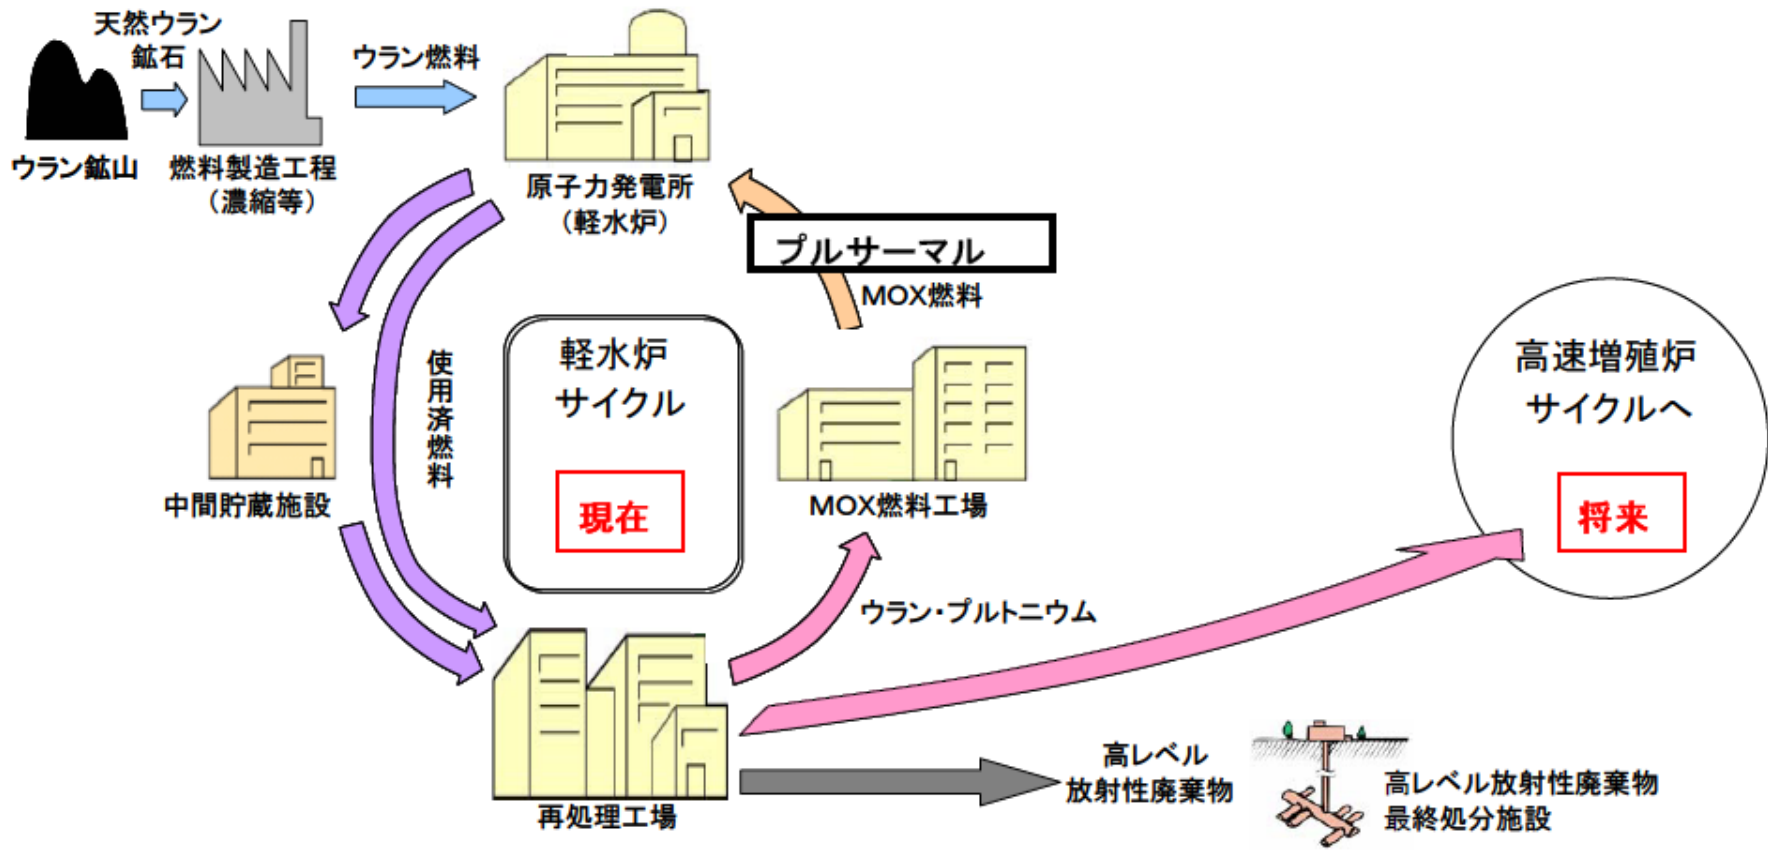 天然ウラン
鉱石
ウラン燃料
ウラン鉱山
燃料製造工程
（濃縮等）
原子力発電所
（軽水炉）
プルサーマル
MOX燃料
使用済燃料
軽水炉
サイクル
現在
高速増殖炉
サイクルへ
将来
中間貯蔵施設
MOX燃料工場
ウラン・プルトニウム
再処理工場
高レベル
放射性廃棄物
高レベル放射性廃棄物
最終処分施設